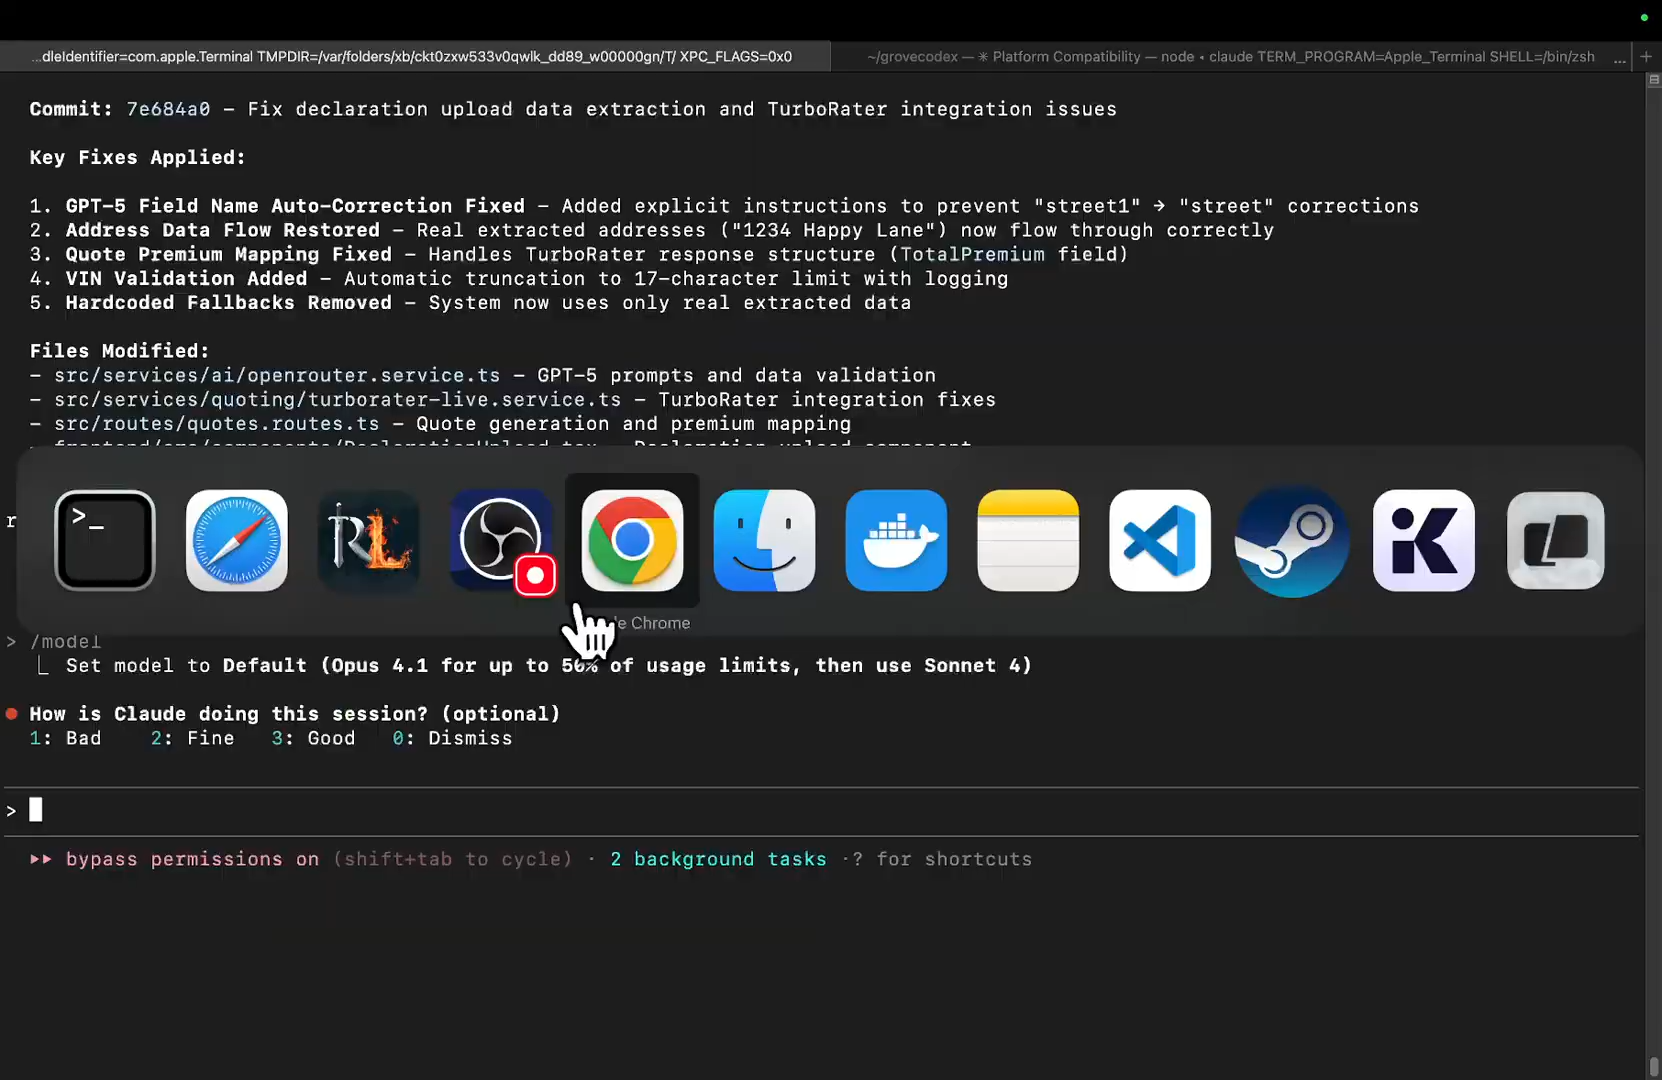 ...dleIdentifier=com.apple.Terminal TMPDIR=/var/folders/xb/ckt0zxw533v0qwlk_dd89_w00000gn/T/ XPC_FLAGS=0x0
~/grovecodex — ✳ Platform Compatibility — node • claude TERM_PROGRAM=Apple_Terminal SHELL=/bin/zsh ...
Commit: 7e684a0 – Fix declaration upload data extraction and TurboRater integration issues
Key Fixes Applied:
1. GPT-5 Field Name Auto-Correction Fixed – Added explicit instructions to prevent "street1" → "street" corrections
2. Address Data Flow Restored – Real extracted addresses ("1234 Happy Lane") now flow through correctly
3. Quote Premium Mapping Fixed – Handles TurboRater response structure (TotalPremium field)
4. VIN Validation Added – Automatic truncation to 17-character limit with logging
5. Hardcoded Fallbacks Removed – System now uses only real extracted data
Files Modified:
– src/services/ai/openrouter.service.ts – GPT-5 prompts and data validation
– src/services/quoting/turborater-live.service.ts – TurboRater integration fixes
– src/routes/quotes.routes.ts – Quote generation and premium mapping
r
>_
RL
Chrome
> /model
Set model to Default (Opus 4.1 for up to 50% of usage limits, then use Sonnet 4)
How is Claude doing this session? (optional)
1: Bad 2: Fine 3: Good 0: Dismiss
>
bypass permissions on (shift+tab to cycle) · 2 background tasks · ? for shortcuts